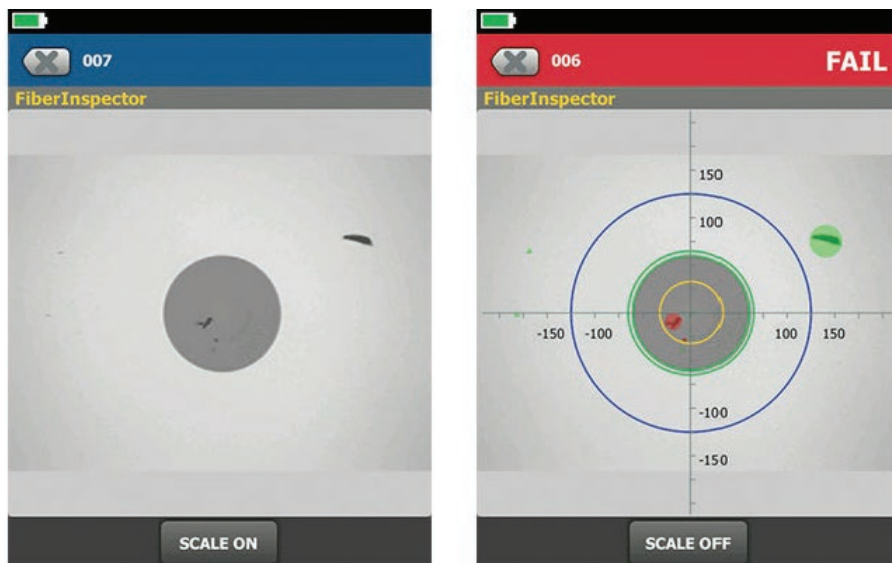 007
FiberInspector
SCALE ON
006
FAIL
FiberInspector
150
100
-150
-100
100
150
-100
-150
SCALE OFF